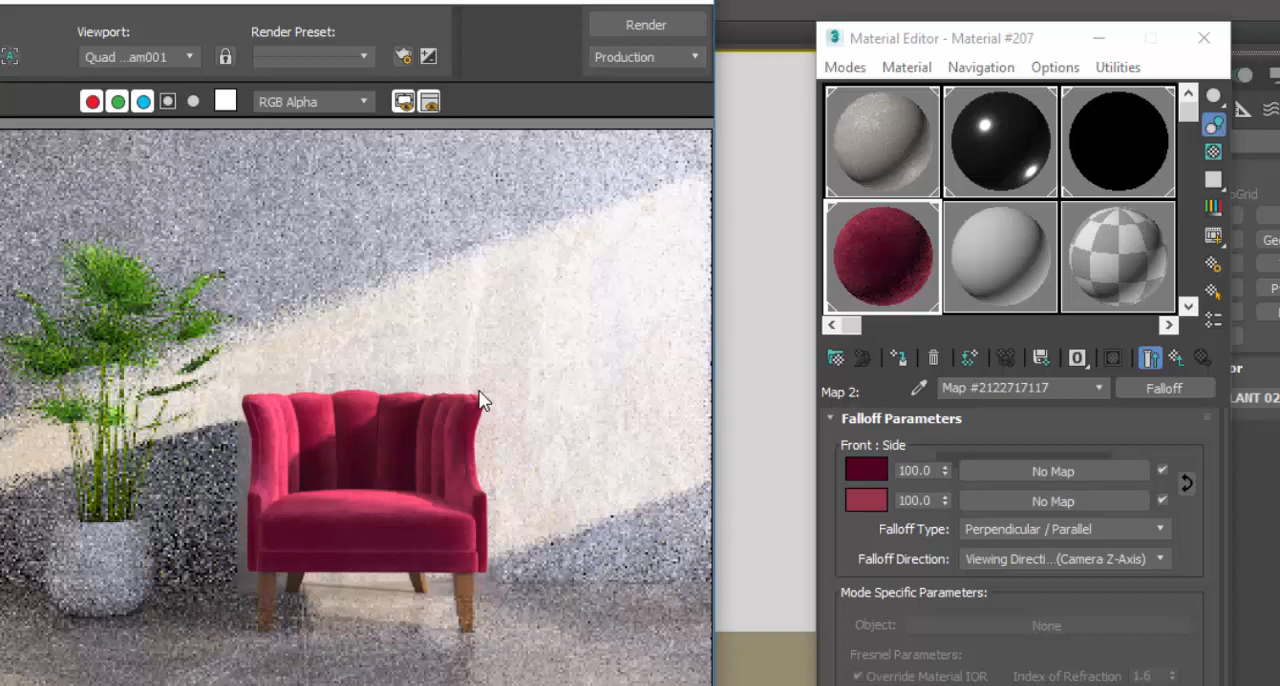 Viewport:
Render Preset:
Render
Quad ...am001
Production
RGB Alpha
Material Editor - Material #207
Modes
Material
Navigation
Options
Utilities
Map 2:
Map #2122717117
Falloff
Falloff Parameters
Front : Side
100.0
No Map
100.0
No Map
Falloff Type:
Perpendicular / Parallel
Falloff Direction:
Viewing Directi...(Camera Z-Axis)
Mode Specific Parameters:
Object:
None
Fresnel Parameters:
Override Material IOR
Index of Refraction
1.6
oGrid
Geo
or
LANT 02